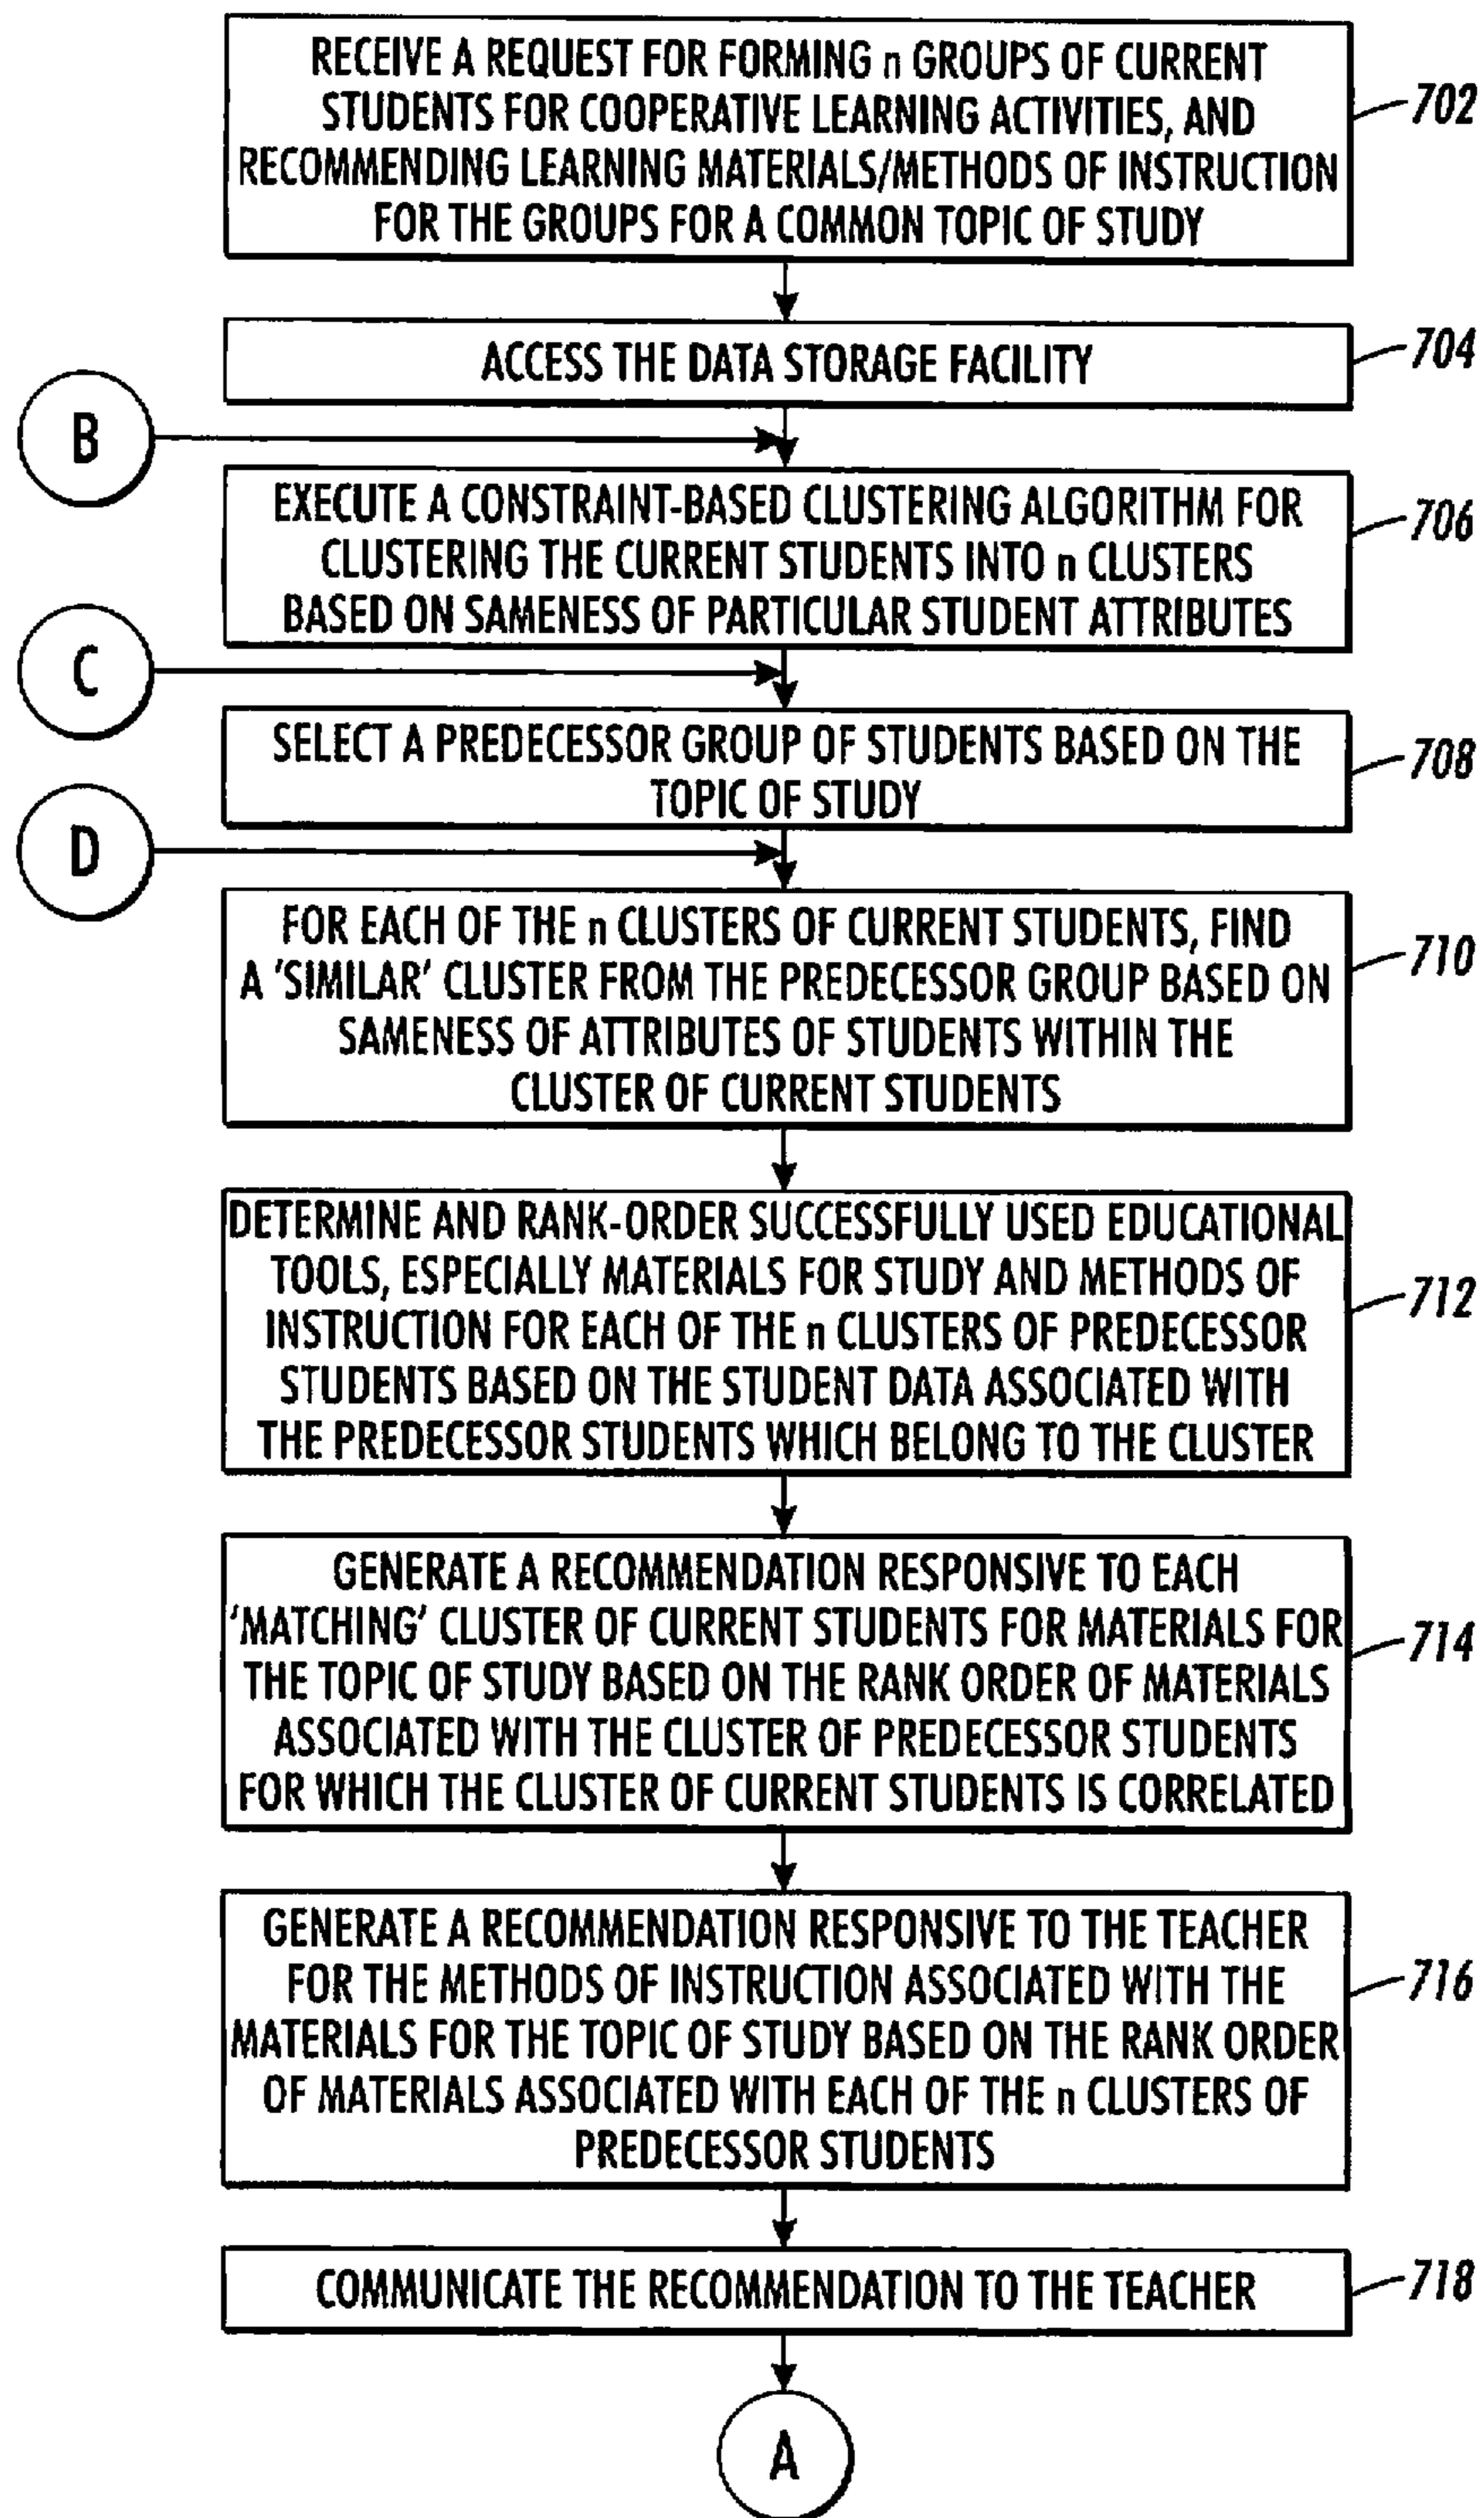 RECEIVE A REQUEST FOR FORMING n GROUPS OF CURRENT
STUDENTS FOR COOPERATIVE LEARNING ACTIVITIES, AND
RECOMMENDING LEARNING MATERIALS/METHODS OF INSTRUCTION
FOR THE GROUPS FOR A COMMON TOPIC OF STUDY
702
ACCESS THE DATA STORAGE FACILITY
704
B
EXECUTE A CONSTRAINT-BASED CLUSTERING ALGORITHM FOR
CLUSTERING THE CURRENT STUDENTS INTO n CLUSTERS
BASED ON SAMENESS OF PARTICULAR STUDENT ATTRIBUTES
706
C
SELECT A PREDECESSOR GROUP OF STUDENTS BASED ON THE
TOPIC OF STUDY
708
D
FOR EACH OF THE n CLUSTERS OF CURRENT STUDENTS, FIND
A 'SIMILAR' CLUSTER FROM THE PREDECESSOR GROUP BASED ON
SAMENESS OF ATTRIBUTES OF STUDENTS WITHIN THE
CLUSTER OF CURRENT STUDENTS
710
DETERMINE AND RANK-ORDER SUCCESSFULLY USED EDUCATIONAL
TOOLS, ESPECIALLY MATERIALS FOR STUDY AND METHODS OF
INSTRUCTION FOR EACH OF THE n CLUSTERS OF PREDECESSOR
STUDENTS BASED ON THE STUDENT DATA ASSOCIATED WITH
THE PREDECESSOR STUDENTS WHICH BELONG TO THE CLUSTER
712
GENERATE A RECOMMENDATION RESPONSIVE TO EACH
'MATCHING' CLUSTER OF CURRENT STUDENTS FOR MATERIALS FOR
THE TOPIC OF STUDY BASED ON THE RANK ORDER OF MATERIALS
ASSOCIATED WITH THE CLUSTER OF PREDECESSOR STUDENTS
FOR WHICH THE CLUSTER OF CURRENT STUDENTS IS CORRELATED
714
GENERATE A RECOMMENDATION RESPONSIVE TO THE TEACHER
FOR THE METHODS OF INSTRUCTION ASSOCIATED WITH THE
MATERIALS FOR THE TOPIC OF STUDY BASED ON THE RANK ORDER
OF MATERIALS ASSOCIATED WITH EACH OF THE n CLUSTERS OF
PREDECESSOR STUDENTS
716
COMMUNICATE THE RECOMMENDATION TO THE TEACHER
718
A